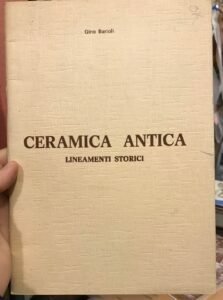 Gino Baroli
CERAMICA ANTICA
LINEAMENTI STORICI